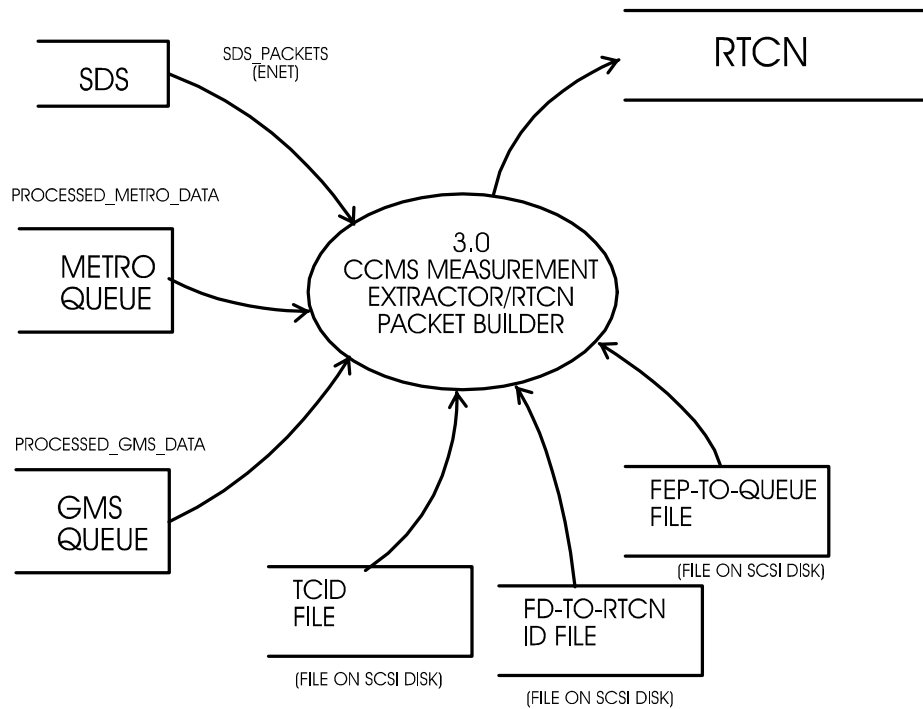 RTCN
SDS
SDS_PACKETS
(ENET)
PROCESSED_METRO_DATA
METRO
QUEUE
3.0
CCMS MEASUREMENT
EXTRACTOR/RTCN
PACKET BUILDER
PROCESSED_GMS_DATA
GMS
QUEUE
FEP-TO-QUEUE
FILE
(FILE ON SCSI DISK)
TCID
FILE
(FILE ON SCSI DISK)
FD-TO-RTCN
ID FILE
(FILE ON SCSI DISK)